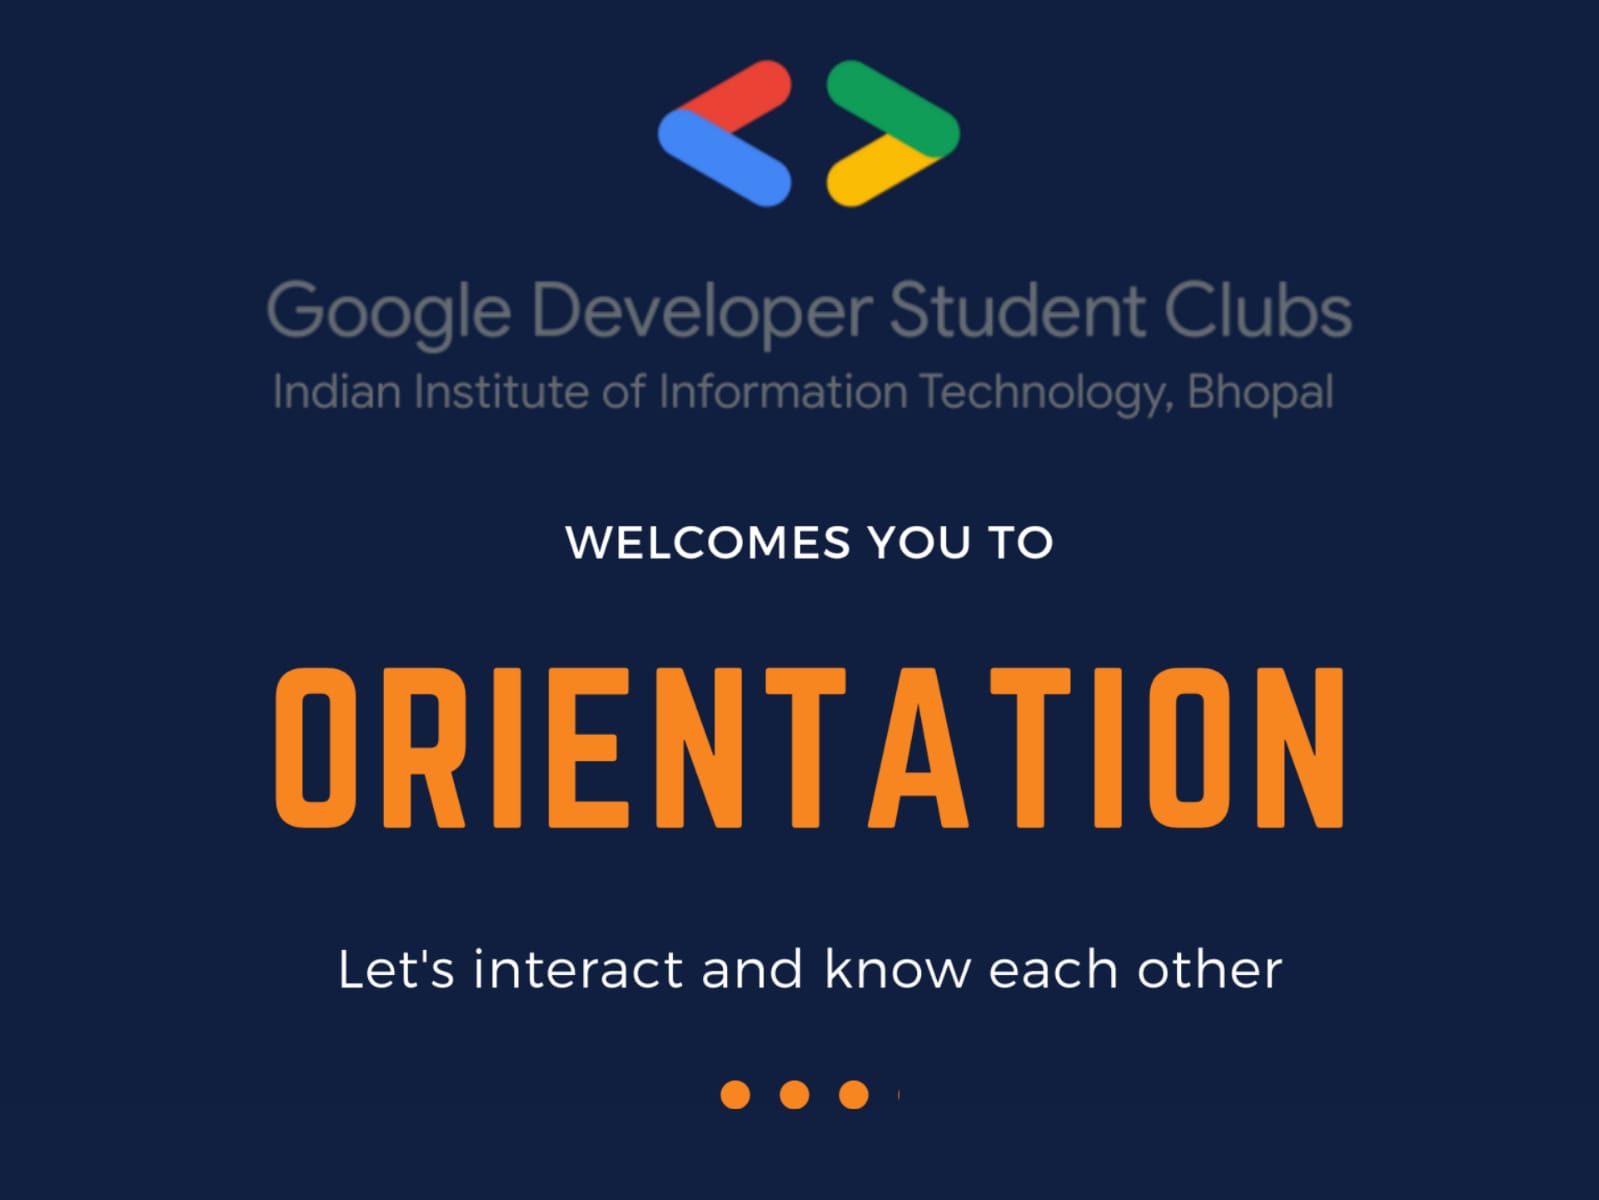 Google Developer Student Clubs
Indian Institute of Information Technology, Bhopal
WELCOMES YOU TO
ORIENTATION
Let's interact and know each other